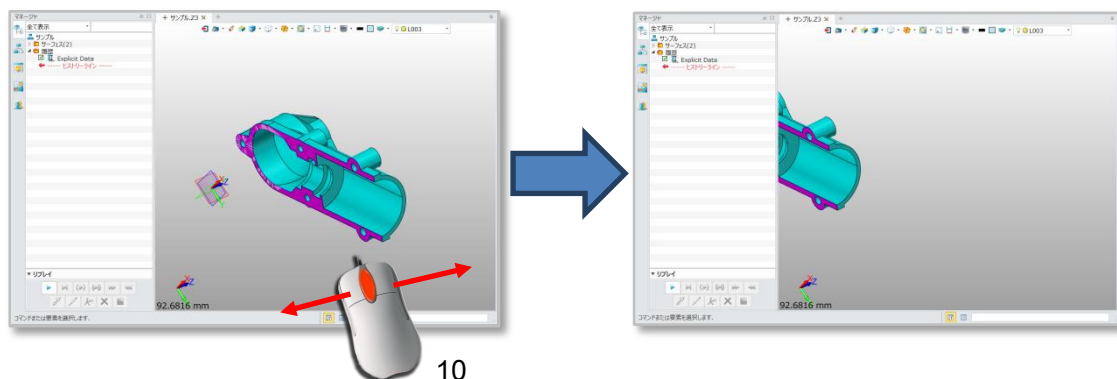 マネージャ
全て表示
サンプル
サーフェス(2)
履歴
Explicit Data
ヒストリーライン
リプレイ
コマンドまたは要素を選択します.
+ サンプル.Z3 × +
L003
92.6816 mm
マネージャ
全て表示
サンプル
サーフェス(2)
履歴
Explicit Data
ヒストリーライン
リプレイ
コマンドまたは要素を選択します.
+ サンプル.Z3 × +
L003
92.6816 mm
10